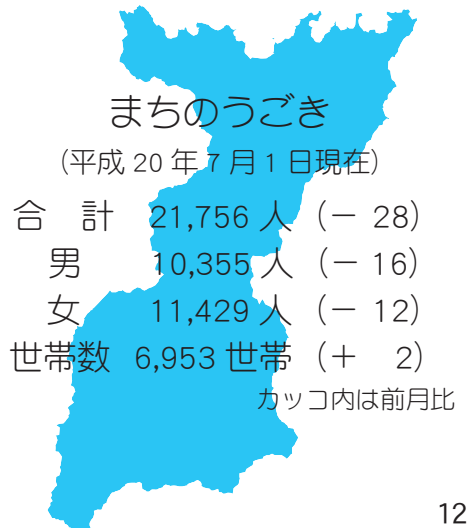 まちのうごき
(平成 20 年 7 月 1 日現在)
合　計　21,756 人 (− 28)
男　10,355 人 (− 16)
女　11,429 人 (− 12)
世帯数 6,953 世帯 (+ 2)
カッコ内は前月比
12